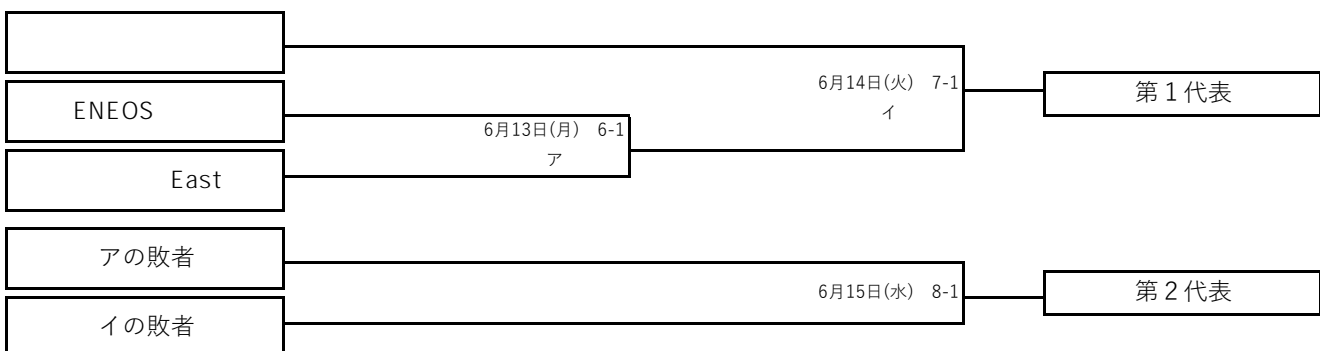 6月14日(火) 7-1
イ
第１代表
ENEOS
6月13日(月) 6-1
ア
East
アの敗者
6月15日(水) 8-1
第２代表
イの敗者